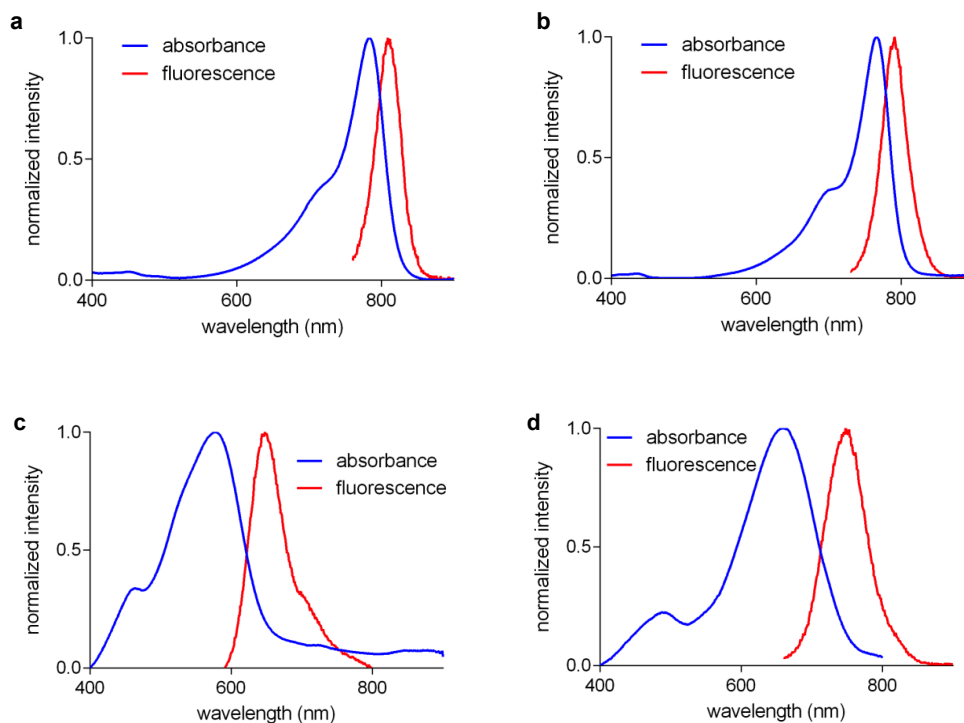 a
absorbance
fluorescence
normalized intensity
1.0
0.5
0.0
400
600
800
wavelength (nm)
b
absorbance
fluorescence
normalized intensity
1.0
0.5
0.0
400
600
800
wavelength (nm)
c
absorbance
fluorescence
normalized intensity
1.0
0.5
0.0
400
600
800
wavelength (nm)
d
absorbance
fluorescence
normalized intensity
1.0
0.5
0.0
400
600
800
wavelength (nm)